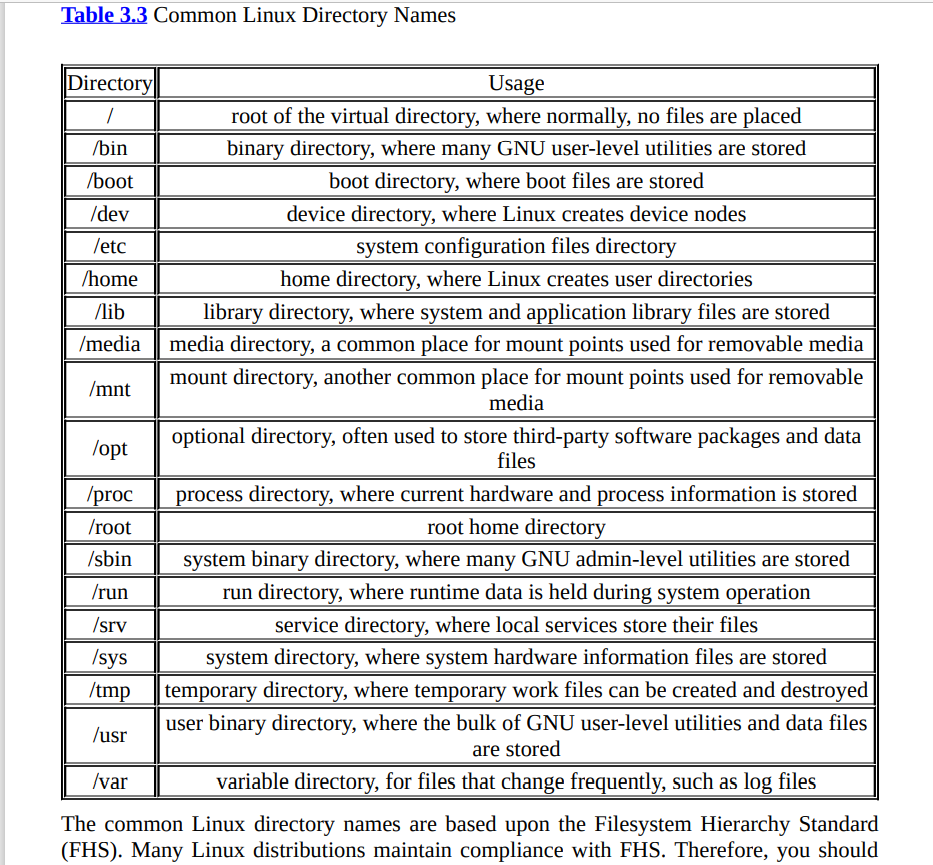 Table 3.3 Common Linux Directory Names
Directory Usage
/ root of the virtual directory, where normally, no files are placed
/bin binary directory, where many GNU user-level utilities are stored
/boot boot directory, where boot files are stored
/dev device directory, where Linux creates device nodes
/etc system configuration files directory
/home home directory, where Linux creates user directories
/lib library directory, where system and application library files are stored
/media media directory, a common place for mount points used for removable media
/mnt mount directory, another common place for mount points used for removable
media
/opt optional directory, often used to store third-party software packages and data
files
/proc process directory, where current hardware and process information is stored
/root root home directory
/sbin system binary directory, where many GNU admin-level utilities are stored
/run run directory, where runtime data is held during system operation
/srv service directory, where local services store their files
/sys system directory, where system hardware information files are stored
/tmp temporary directory, where temporary work files can be created and destroyed
/usr user binary directory, where the bulk of GNU user-level utilities and data files
are stored
/var variable directory, for files that change frequently, such as log files
The common Linux directory names are based upon the Filesystem Hierarchy Standard
(FHS). Many Linux distributions maintain compliance with FHS. Therefore, you should